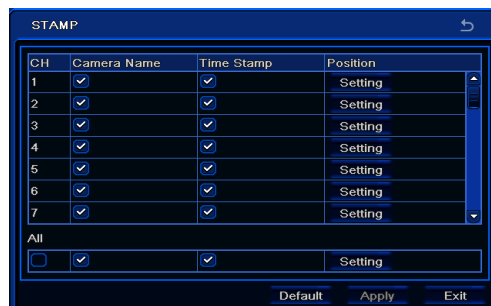 STAMP
CH Camera Name Time Stamp Position
1 Setting
2 Setting
3 Setting
4 Setting
5 Setting
6 Setting
7 Setting
All
Setting
Default Apply Exit